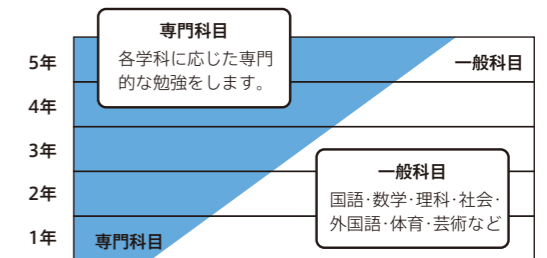 専門科目
各学科に応じた専門
的な勉強をします。
5年
一般科目
4年
3年
一般科目
国語･数学･理科･社会･
外国語･体育･芸術など
2年
1年
専門科目